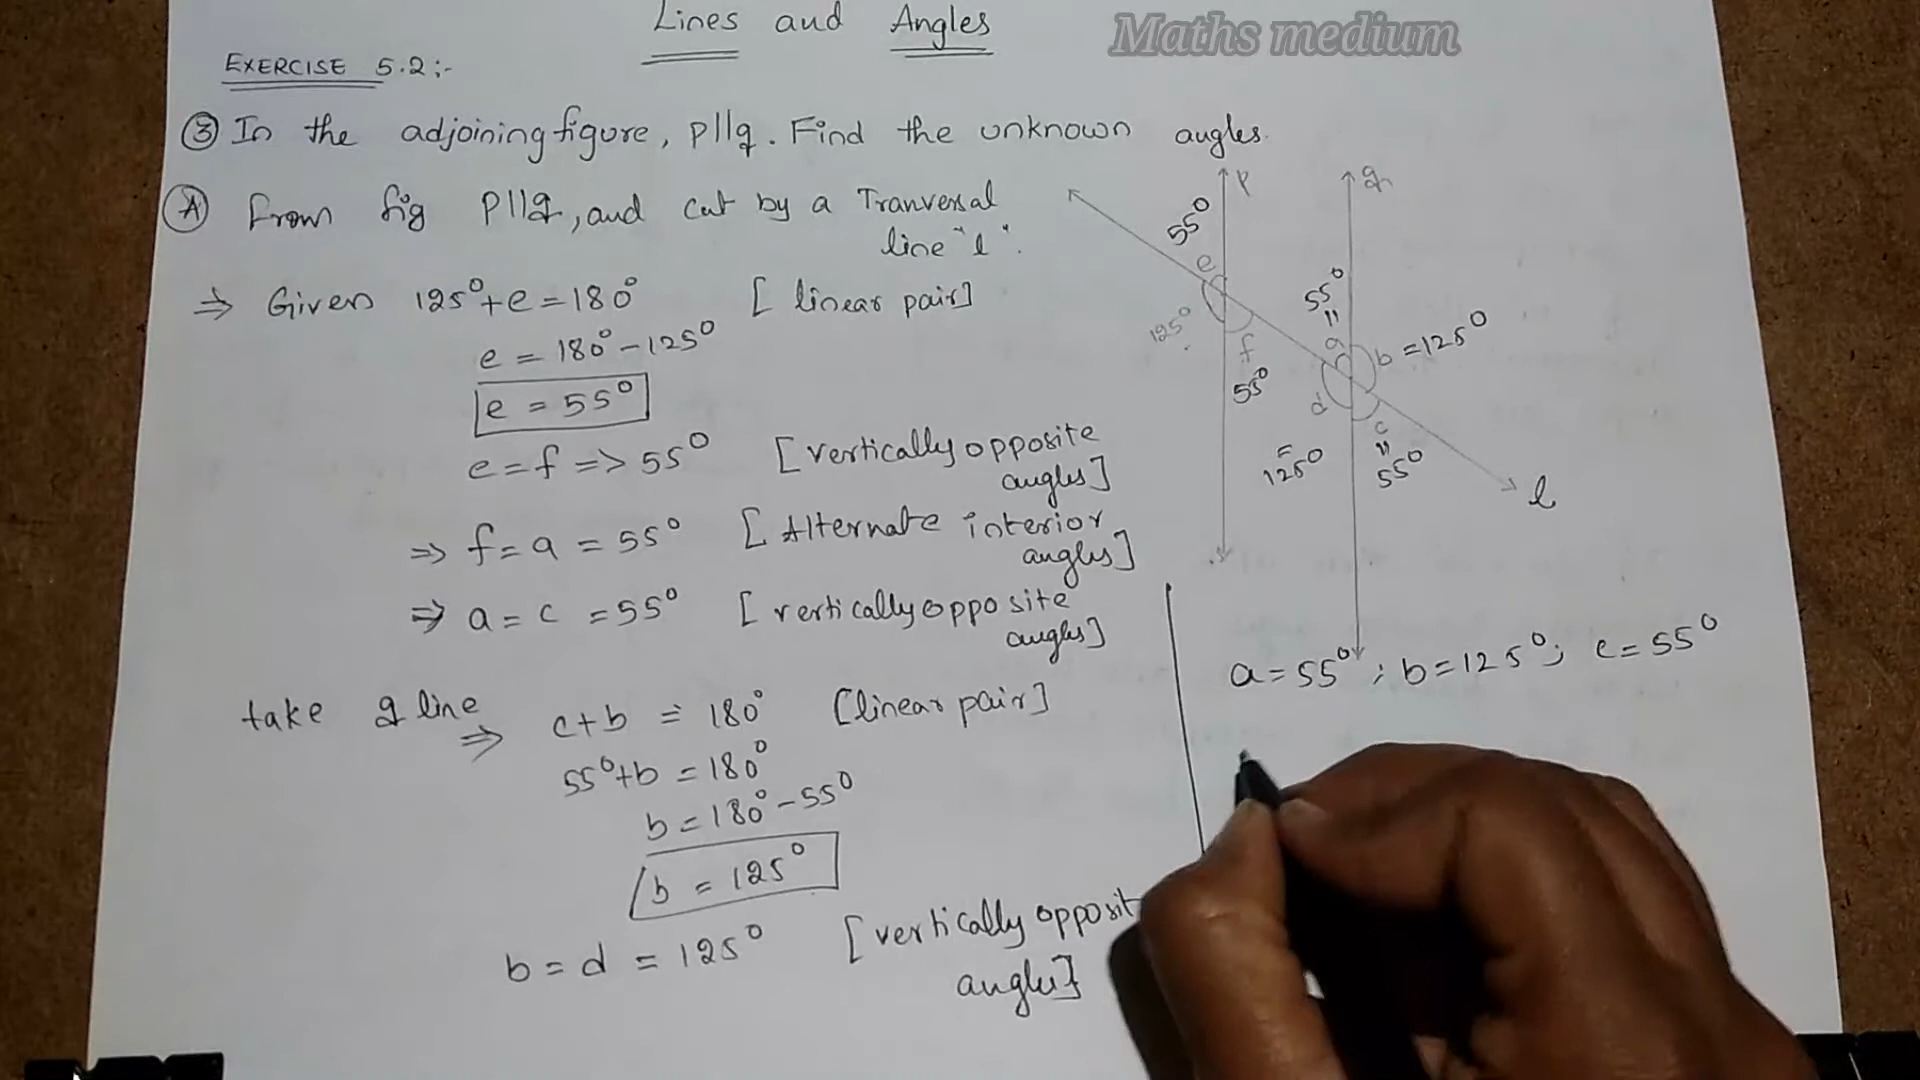 Lines and Angles
Maths medium
EXERCISE 5.2:-
③ In the adjoining figure, p||q. Find the unknown angles.
Ⓐ From fig P||q, and cut by a Tranversal
line "l".
⇒ Given 125°+e=180° [linear pair]
e = 180°-125°
e = 55°
e=f => 55° [vertically opposite
angles]
⇒ f=a = 55° [Alternate interior
angles]
⇒ a=c =55° [vertically opposite
angles]
take q line
⇒ c+b = 180° [linear pair]
55°+b = 180°
b=180°-55°
b = 125°
b = d = 125° [vertically opposit
angles]
p
q
55°
e
125°
f
55°
55°
=
a
b =125°
d
=
125°
c
=
55°
l
a=55°; b=125°; c=55°